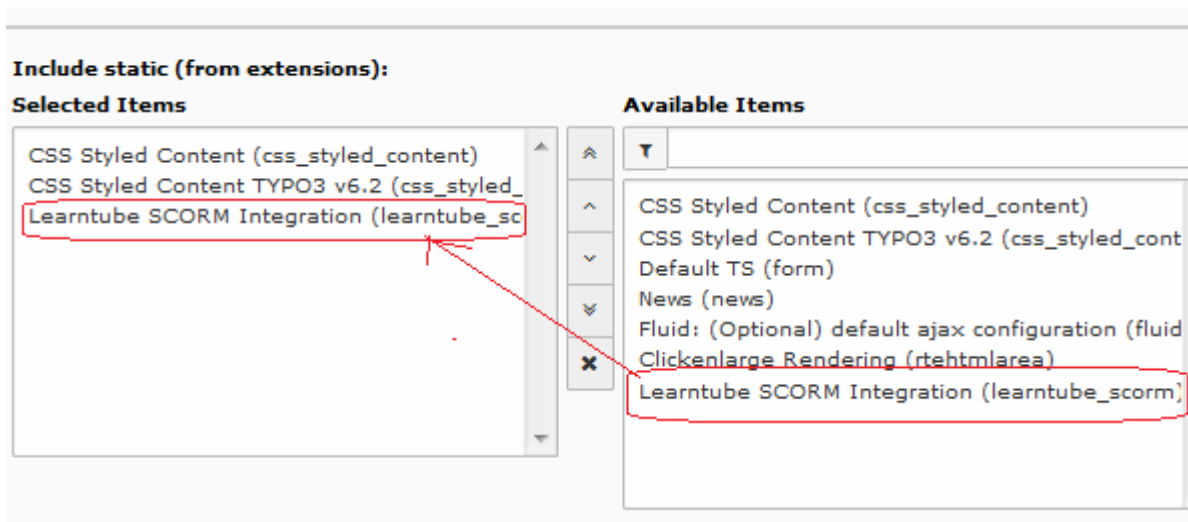 Include static (from extensions):
Selected Items
CSS Styled Content (css_styled_content)
CSS Styled Content TYPO3 v6.2 (css_styled_
Learntube SCORM Integration (learntube_sc
Available Items
CSS Styled Content (css_styled_content)
CSS Styled Content TYPO3 v6.2 (css_styled_cont
Default TS (form)
News (news)
Fluid: (Optional) default ajax configuration (fluid
Clickenlarge Rendering (rtehtmlarea)
Learntube SCORM Integration (learntube_scorm)